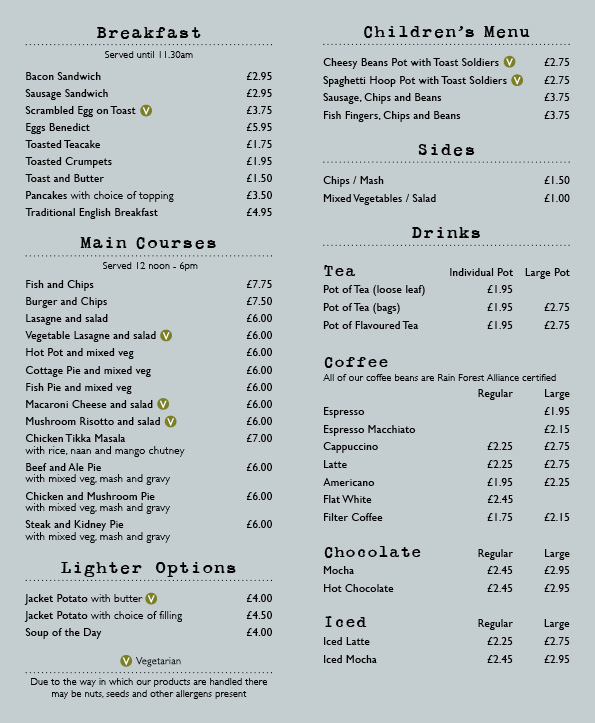 Breakfast
Served until 11.30am
Bacon Sandwich £2.95
Sausage Sandwich £2.95
Scrambled Egg on Toast V £3.75
Eggs Benedict £5.95
Toasted Teacake £1.75
Toasted Crumpets £1.95
Toast and Butter £1.50
Pancakes with choice of topping £3.50
Traditional English Breakfast £4.95
Main Courses
Served 12 noon - 6pm
Fish and Chips £7.75
Burger and Chips £7.50
Lasagne and salad £6.00
Vegetable Lasagne and salad V £6.00
Hot Pot and mixed veg £6.00
Cottage Pie and mixed veg £6.00
Fish Pie and mixed veg £6.00
Macaroni Cheese and salad V £6.00
Mushroom Risotto and salad V £6.00
Chicken Tikka Masala £7.00
with rice, naan and mango chutney
Beef and Ale Pie £6.00
with mixed veg, mash and gravy
Chicken and Mushroom Pie £6.00
with mixed veg, mash and gravy
Steak and Kidney Pie £6.00
with mixed veg, mash and gravy
Lighter Options
Jacket Potato with butter V £4.00
Jacket Potato with choice of filling £4.50
Soup of the Day £4.00
V Vegetarian
Due to the way in which our products are handled there
may be nuts, seeds and other allergens present
Children's Menu
Cheesy Beans Pot with Toast Soldiers V £2.75
Spaghetti Hoop Pot with Toast Soldiers V £2.75
Sausage, Chips and Beans £3.75
Fish Fingers, Chips and Beans £3.75
Sides
Chips / Mash £1.50
Mixed Vegetables / Salad £1.00
Drinks
Tea Individual Pot Large Pot
Pot of Tea (loose leaf) £1.95
Pot of Tea (bags) £1.95 £2.75
Pot of Flavoured Tea £1.95 £2.75
Coffee
All of our coffee beans are Rain Forest Alliance certified
Regular Large
Espresso £1.95
Espresso Macchiato £2.15
Cappuccino £2.25 £2.75
Latte £2.25 £2.75
Americano £1.95 £2.25
Flat White £2.45
Filter Coffee £1.75 £2.15
Chocolate Regular Large
Mocha £2.45 £2.95
Hot Chocolate £2.45 £2.95
Iced Regular Large
Iced Latte £2.25 £2.75
Iced Mocha £2.45 £2.95